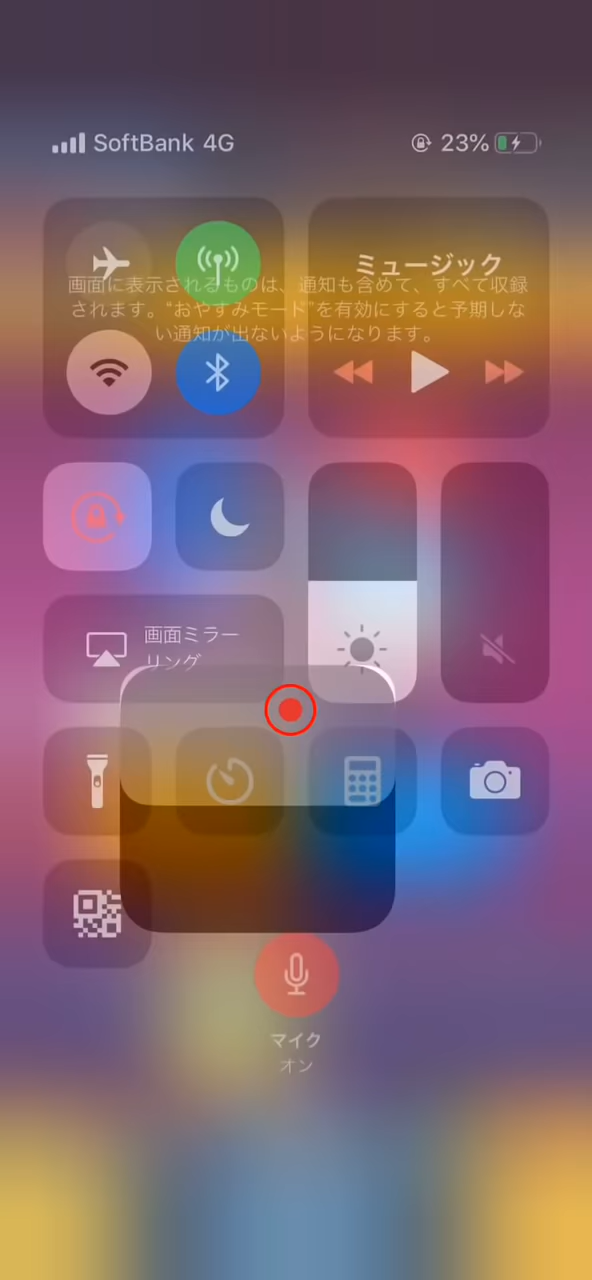 SoftBank 4G
23%
ミュージック
画面に表示されるものは、通知も含めて、すべて収録
されます。“おやすみモード”を有効にすると予期しな
い通知が出ないようになります。
画面ミラー
リング
マイク
オン